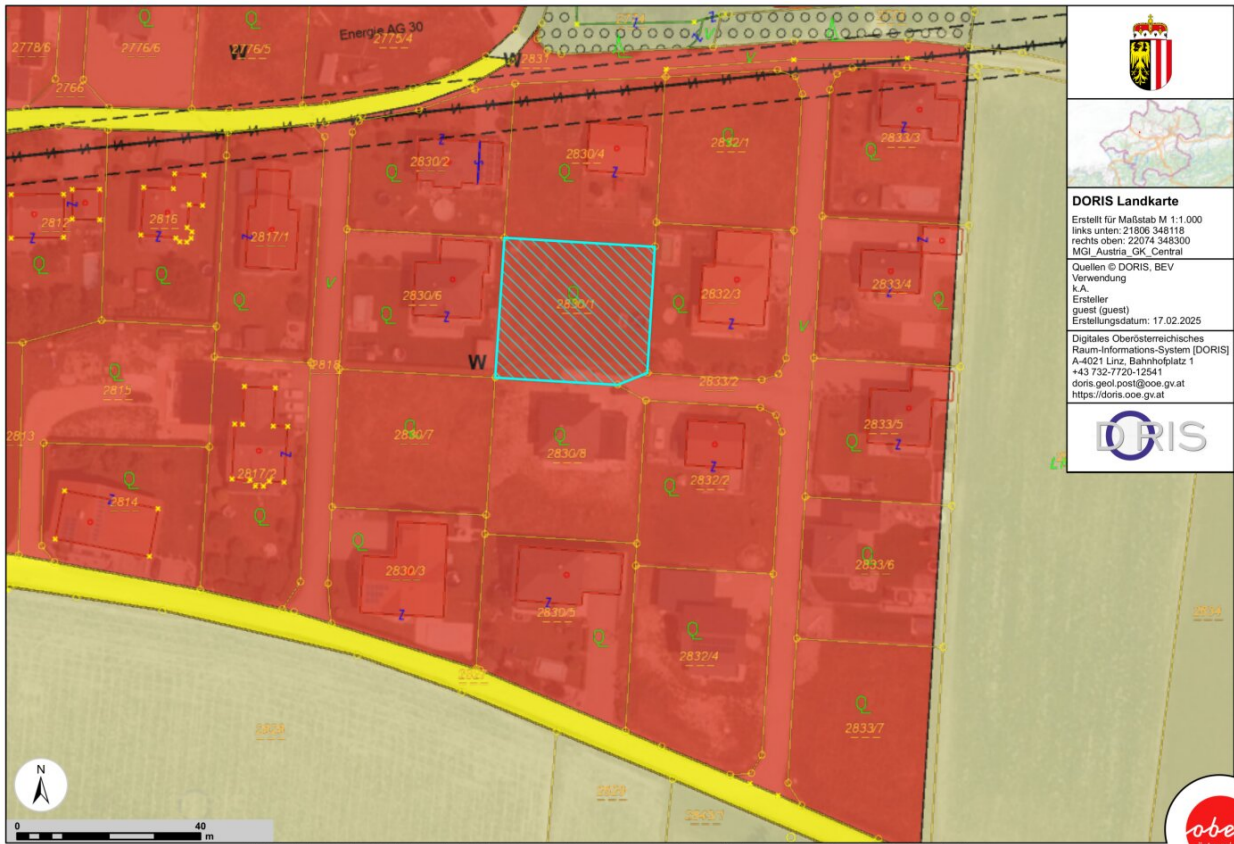 2778/6
2776/6
2776/5
W
Energie AG 30
2775/4
W
2831
2766
2812
2816
2817/1
2830/2
2830/4
2832/1
2833/3
2830/6
2830/1
2832/3
2833/4
W
2818
2833/2
2815
2813
2817/2
2814
2830/7
2830/8
2832/2
2833/5
2830/3
2830/5
2832/4
2833/6
2833/7
N
0 40
m
DORIS Landkarte
Erstellt für Maßstab M 1:1.000
links unten: 21806 348118
rechts oben: 22074 348300
MGI_Austria_GK_Central
Quellen © DORIS, BEV
Verwendung
k.A.
Ersteller
guest (guest)
Erstellungsdatum: 17.02.2025
Digitales Oberösterreichisches
Raum-Informations-System [DORIS]
A-4021 Linz, Bahnhofplatz 1
+43 732-7720-12541
doris.geol.post@ooe.gv.at
https://doris.ooe.gv.at
DORIS